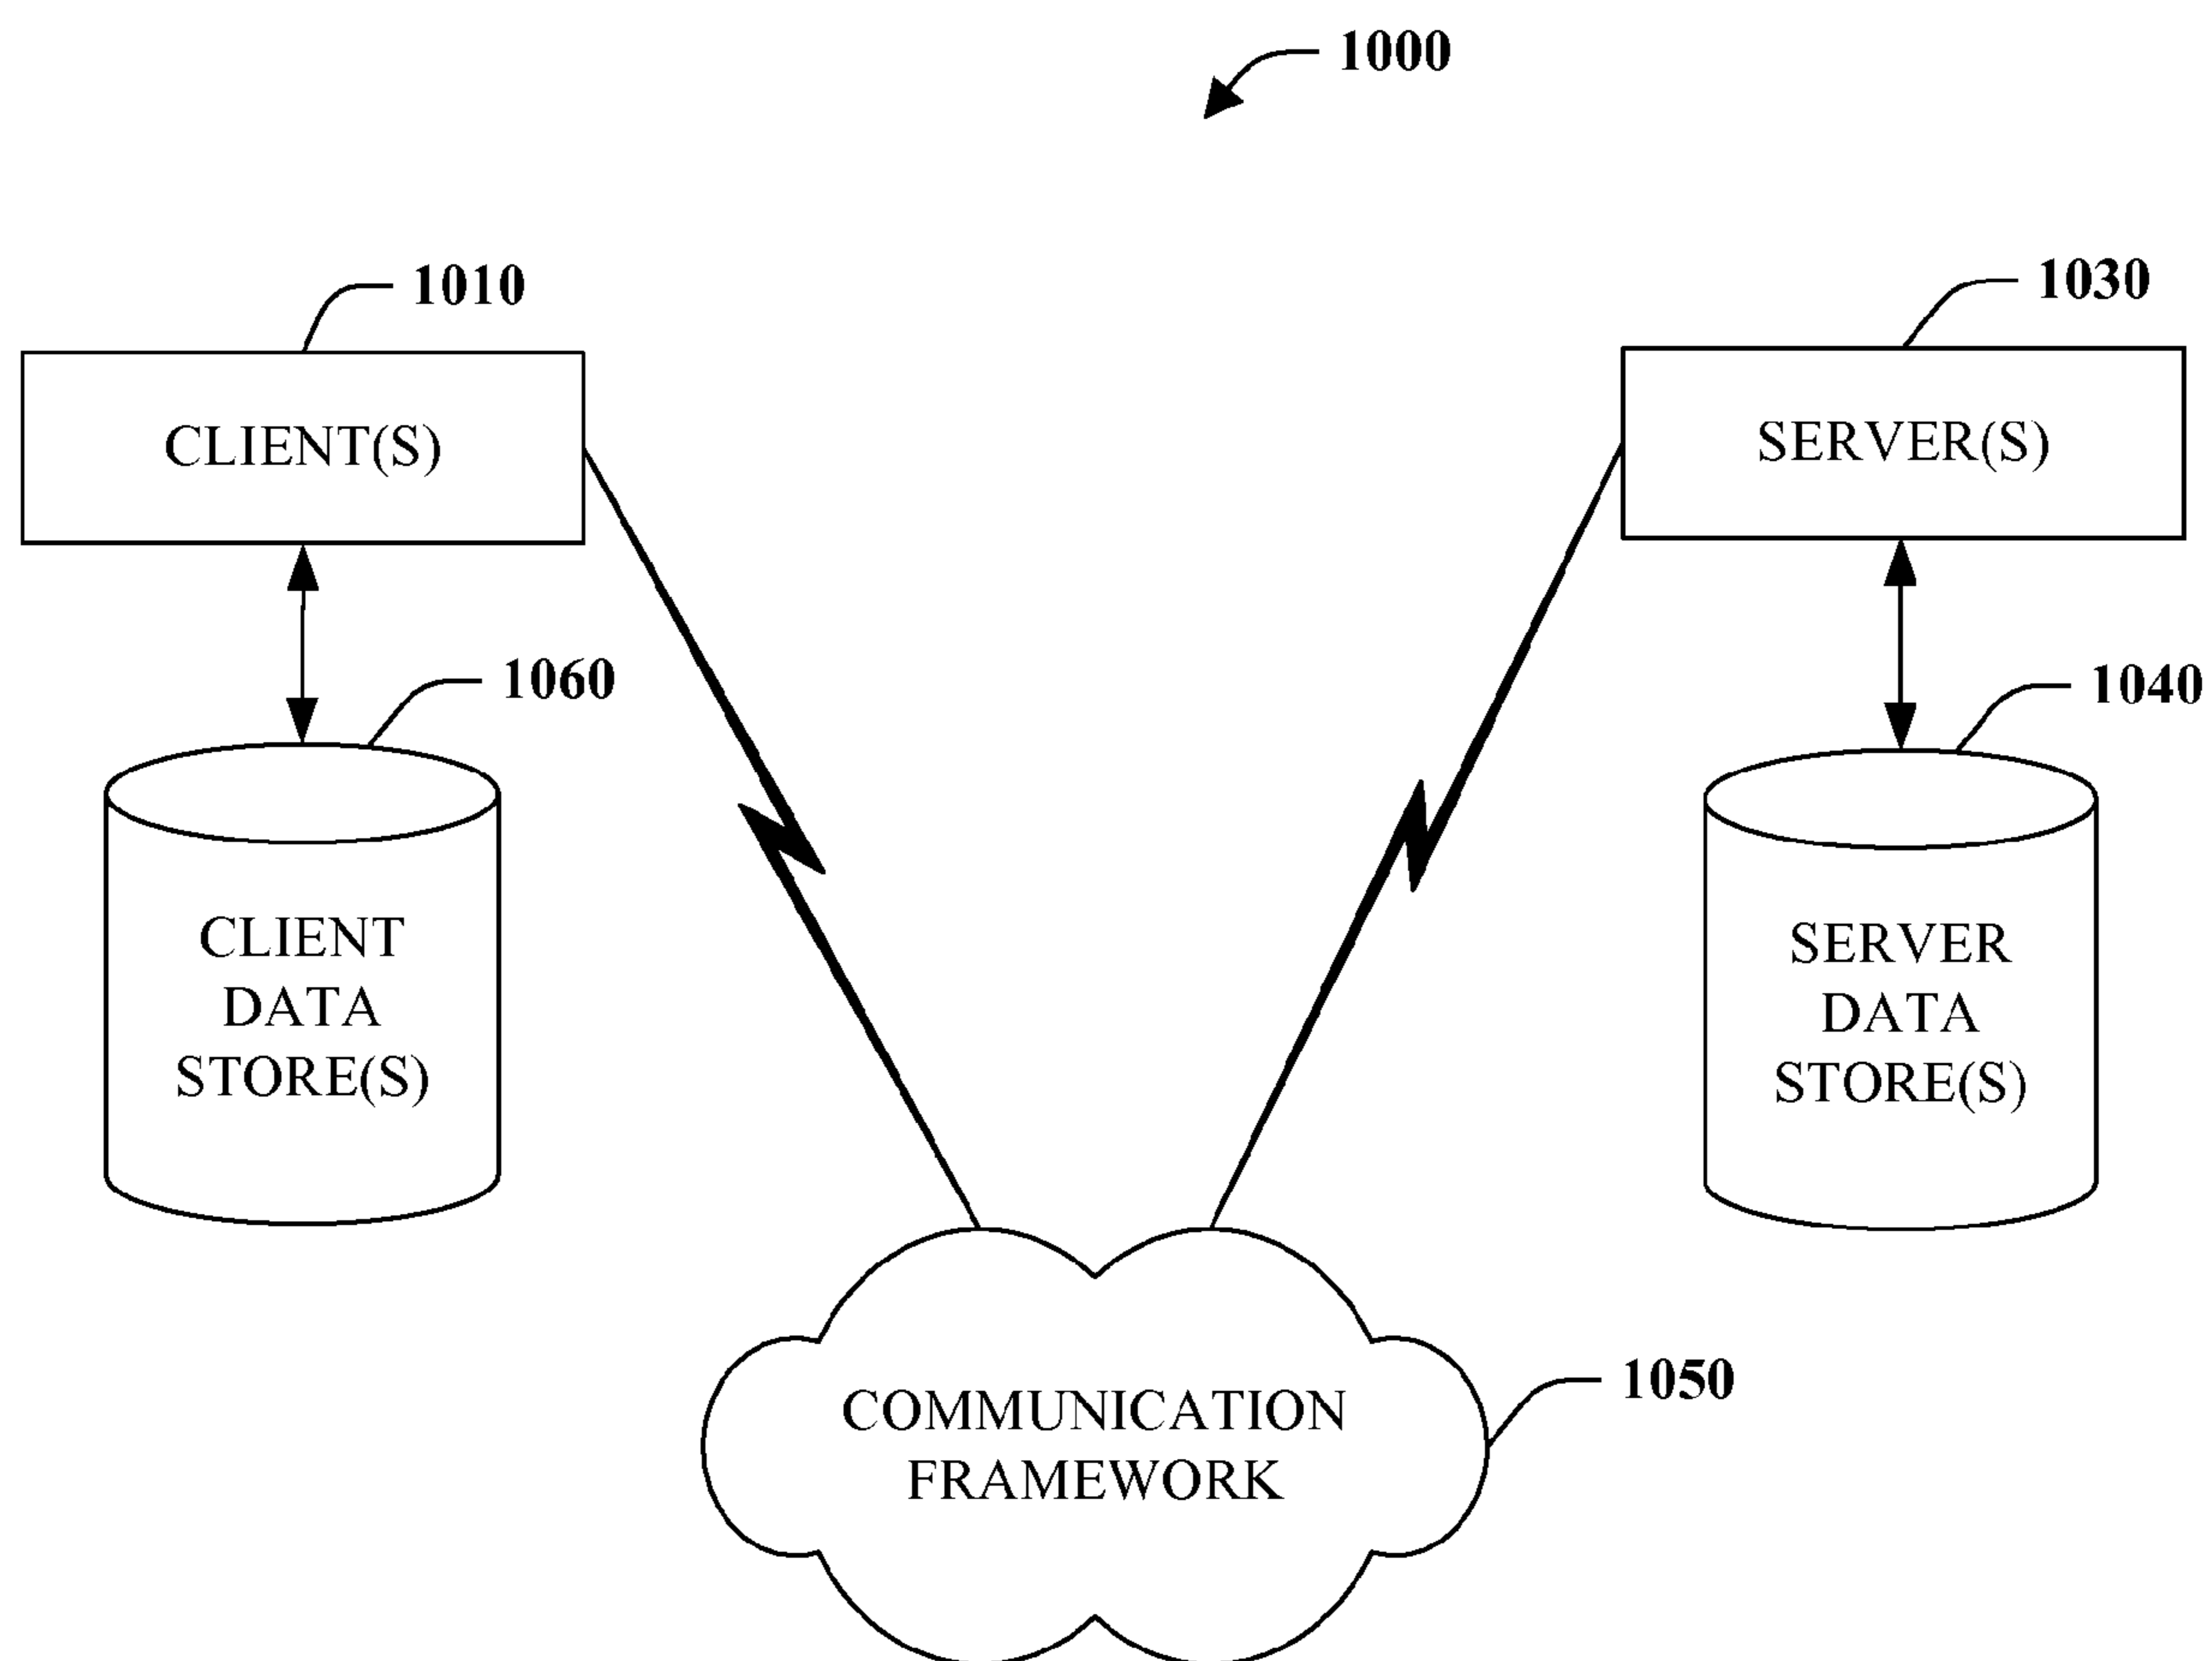 1000
1010
1030
CLIENT(S)
SERVER(S)
1060
1040
CLIENT
DATA
STORE(S)
SERVER
DATA
STORE(S)
1050
COMMUNICATION
FRAMEWORK